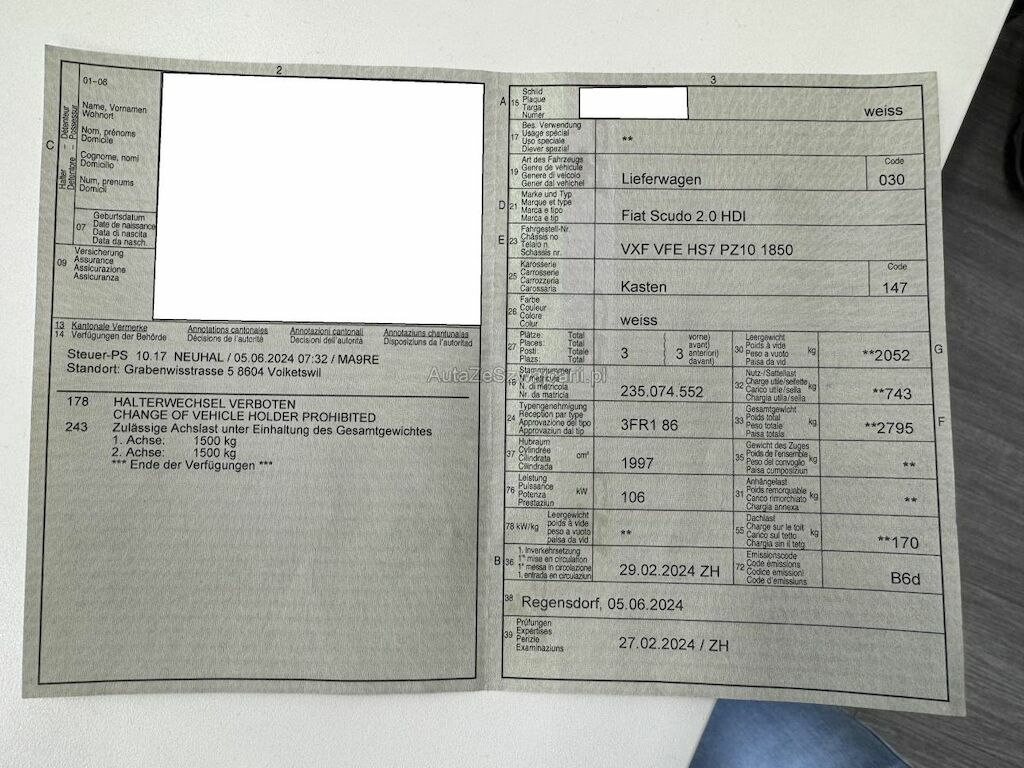 2
01-06
C
Halter – Détenteur
Detentore – Possessur
Name, Vornamen
Wohnort
Nom, prénoms
Domicile
Cognome, nomi
Domicilio
Num, prenums
Domicil
07
Geburtsdatum
Date de naissance
Data di nascita
Data da nasch.
09
Versicherung
Assurance
Assicurazione
Assicuranza
13 Kantonale Vermerke
14 Verfügungen der Behörde
Annotations cantonales
Décisions de l'autorité
Annotazioni cantonali
Decisioni dell'autorità
Annotaziuns chantunalas
Disposiziuns da l'autoritad
Steuer-PS 10.17 NEUHAL / 05.06.2024 07:32 / MA9RE
Standort: Grabenwisstrasse 5 8604 Volketswil
178 HALTERWECHSEL VERBOTEN
CHANGE OF VEHICLE HOLDER PROHIBITED
243 Zulässige Achslast unter Einhaltung des Gesamtgewichtes
1. Achse: 1500 kg
2. Achse: 1500 kg
*** Ende der Verfügungen ***
AutazeSzwajcarii.pl
3
A 15
Schild
Plaque
Targa
Numer
weiss
17
Bes. Verwendung
Usage spécial
Uso speciale
Diever spezial
**
19
Art des Fahrzeugs
Genre de véhicule
Genere di veicolo
Gener dal vehichel
Lieferwagen
Code
030
D 21
Marke und Typ
Marque et type
Marca e tipo
Marca e tip
Fiat Scudo 2.0 HDI
E 23
Fahrgestell-Nr.
Châssis no
Telaio n.
Schassis nr.
VXF VFE HS7 PZ10 1850
25
Karosserie
Carrosserie
Carrozzeria
Carossaria
Kasten
Code
147
26
Farbe
Couleur
Colore
Colur
weiss
27
Plätze: Total
Places: Total
Posti: Totale
Plazs: Total
3
( vorne)
( avant)
( anteriori)
( davant)
3
30
Leergewicht
Poids à vide
Peso a vuoto
Paisa da vid
kg
**2052
G
18
Stammnummer
N° matricule
N. di matricola
Nr. da matricla
235.074.552
32
Nutz-/Sattellast
Charge utile/sellette
Carico utile/sella
Chargia utila/sella
kg
**743
24
Typengenehmigung
Réception par type
Approvazione del tipo
Approvaziun dal tip
3FR1 86
33
Gesamtgewicht
Poids total
Peso totale
Paisa totala
kg
**2795
F
37
Hubraum
Cylindrée
Cilindrata
Cilindrada
cm³
1997
35
Gewicht des Zuges
Poids de l'ensemble
Peso del convoglio
Paisa cumposiziun
kg
**
76
Leistung
Puissance
Potenza
Prestaziun
kW
106
31
Anhängelast
Poids remorquable
Carico rimorchiato
Chargia annexa
kg
**
78 kW/kg
Leergewicht
poids à vide
peso a vuoto
paisa da vid
**
55
Dachlast
Charge sur le toit
Carico sul tetto
Chargia sin il tetg
kg
**170
B 36
1. Inverkehrsetzung
1re mise en circulation
1a messa in circolazione
1. entrada en circulaziun
29.02.2024 ZH
72
Emissionscode
Code émissions
Codice emissioni
Code d'emissiuns
B6d
38 Regensdorf, 05.06.2024
39
Prüfungen
Expertises
Perizie
Examinaziuns
27.02.2024 / ZH